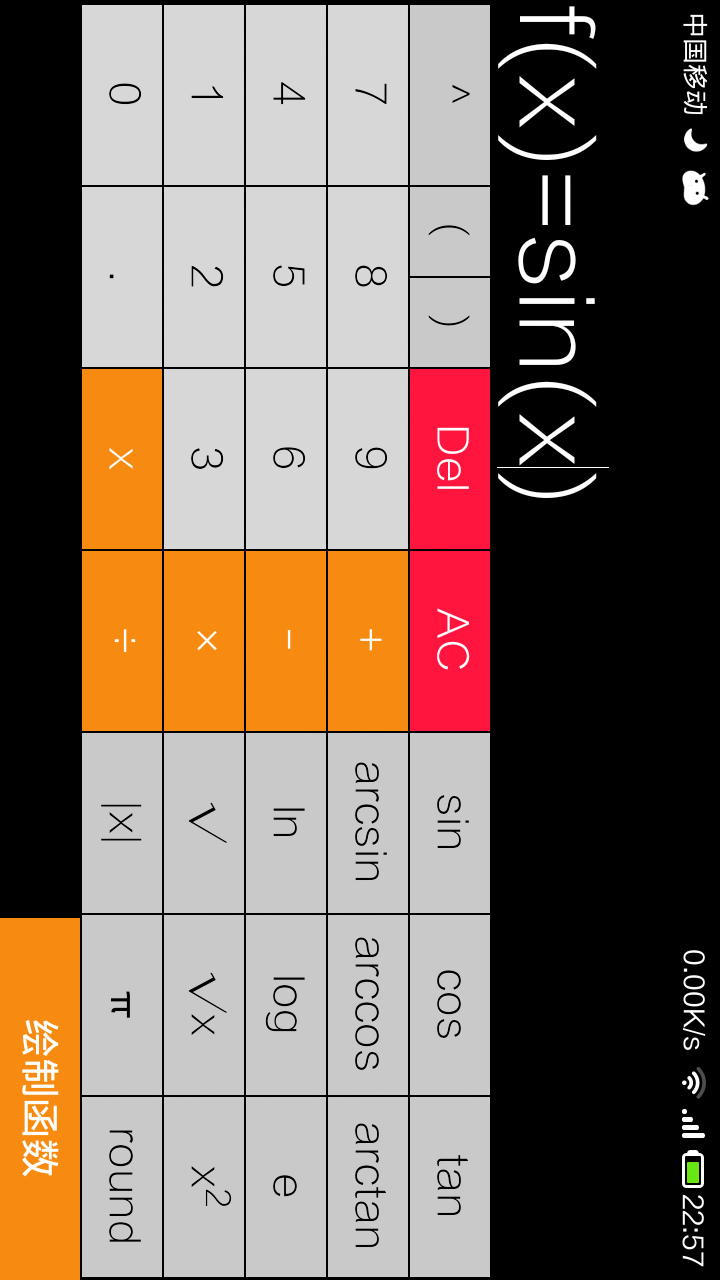 中国移动 0.00K/s 22:57
f(x)=sin(x)
^ ( ) Del AC sin cos tan
7 8 9 + arcsin arccos arctan
4 5 6 − ln log e
1 2 3 × √ √x x²
0 . x ÷ |x| π round
绘制函数